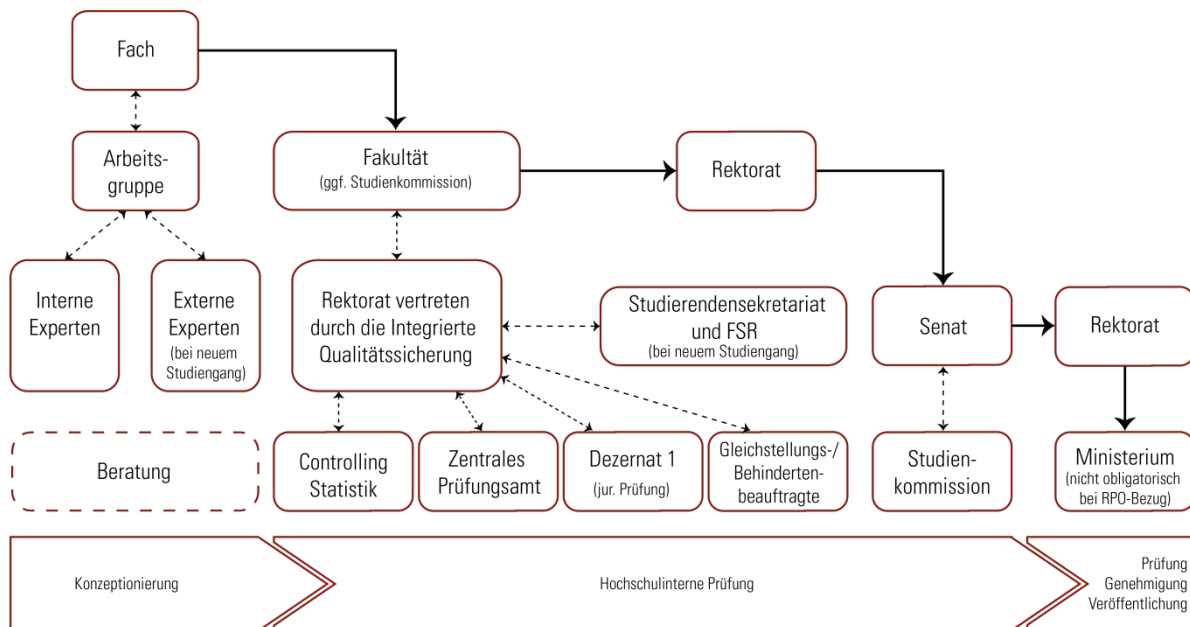 Fach
Arbeits-
gruppe
Fakultät
(ggf. Studienkommission)
Rektorat
Interne
Experten
Externe
Experten
(bei neuem
Studiengang)
Rektorat vertreten
durch die Integrierte
Qualitätssicherung
Studierendensekretariat
und FSR
(bei neuem Studiengang)
Senat
Rektorat
Beratung
Controlling
Statistik
Zentrales
Prüfungsamt
Dezernat 1
(jur. Prüfung)
Gleichstellungs-/
Behinderten-
beauftragte
Studien-
kommission
Ministerium
(nicht obligatorisch
bei RPO-Bezug)
Konzeptionierung
Hochschulinterne Prüfung
Prüfung
Genehmigung
Veröffentlichung